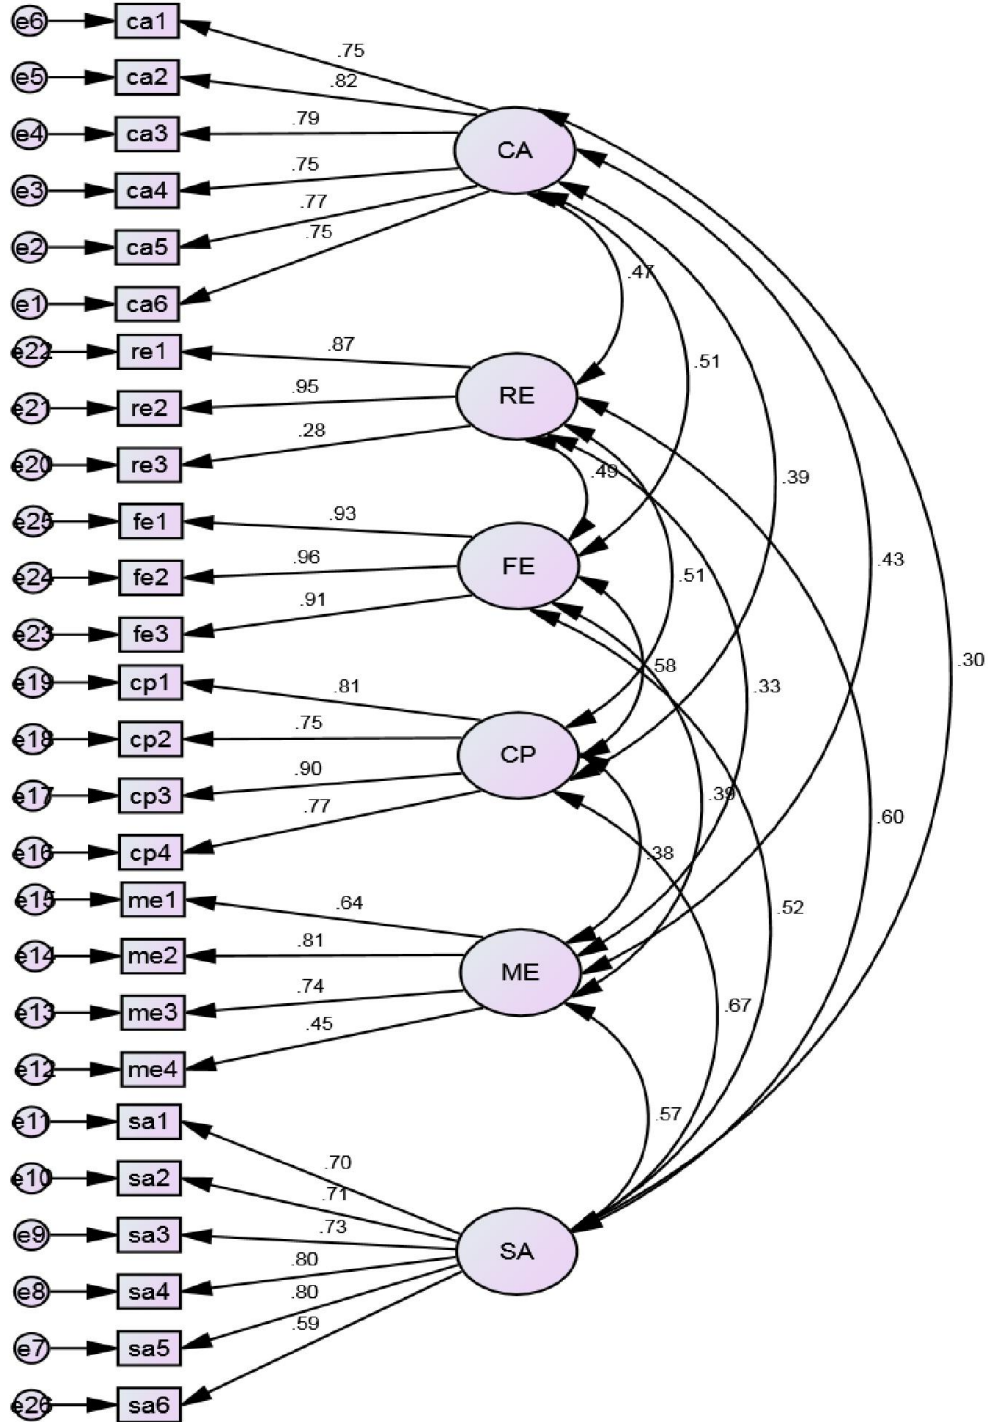 e6 ca1
.75
e5 ca2
.82
e4 ca3
.79
CA
e3 ca4
.75
e2 ca5
.77
.75
e1 ca6
.47
e22 re1
.87
.51
e21 re2
.95
RE
e20 re3
.28
.49
.39
e25 fe1
.93
e24 fe2
.96
FE
.51
.43
e23 fe3
.91
.58
.30
e19 cp1
.81
.33
e18 cp2
.75
CP
e17 cp3
.90
.39
e16 cp4
.77
.60
.38
e15 me1
.64
.52
e14 me2
.81
ME
e13 me3
.74
.67
e12 me4
.45
e11 sa1
.57
.70
e10 sa2
.71
e9 sa3
.73
SA
e8 sa4
.80
e7 sa5
.80
.59
e26 sa6